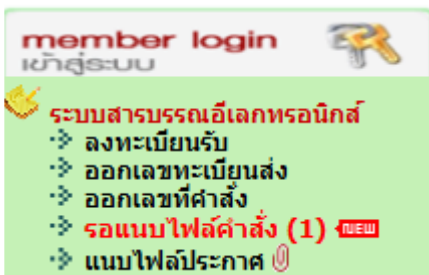 member login
เข้าสู่ระบบ
ระบบสารบรรณอีเลกทรอนิกส์
ลงทะเบียนรับ
ออกเลขทะเบียนส่ง
ออกเลขที่คำสั่ง
รอแนบไฟล์คำสั่ง (1) NEW
แนบไฟล์ประกาศ